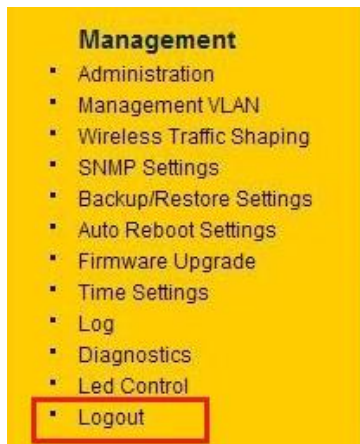 Management
Administration
Management VLAN
Wireless Traffic Shaping
SNMP Settings
Backup/Restore Settings
Auto Reboot Settings
Firmware Upgrade
Time Settings
Log
Diagnostics
Led Control
Logout